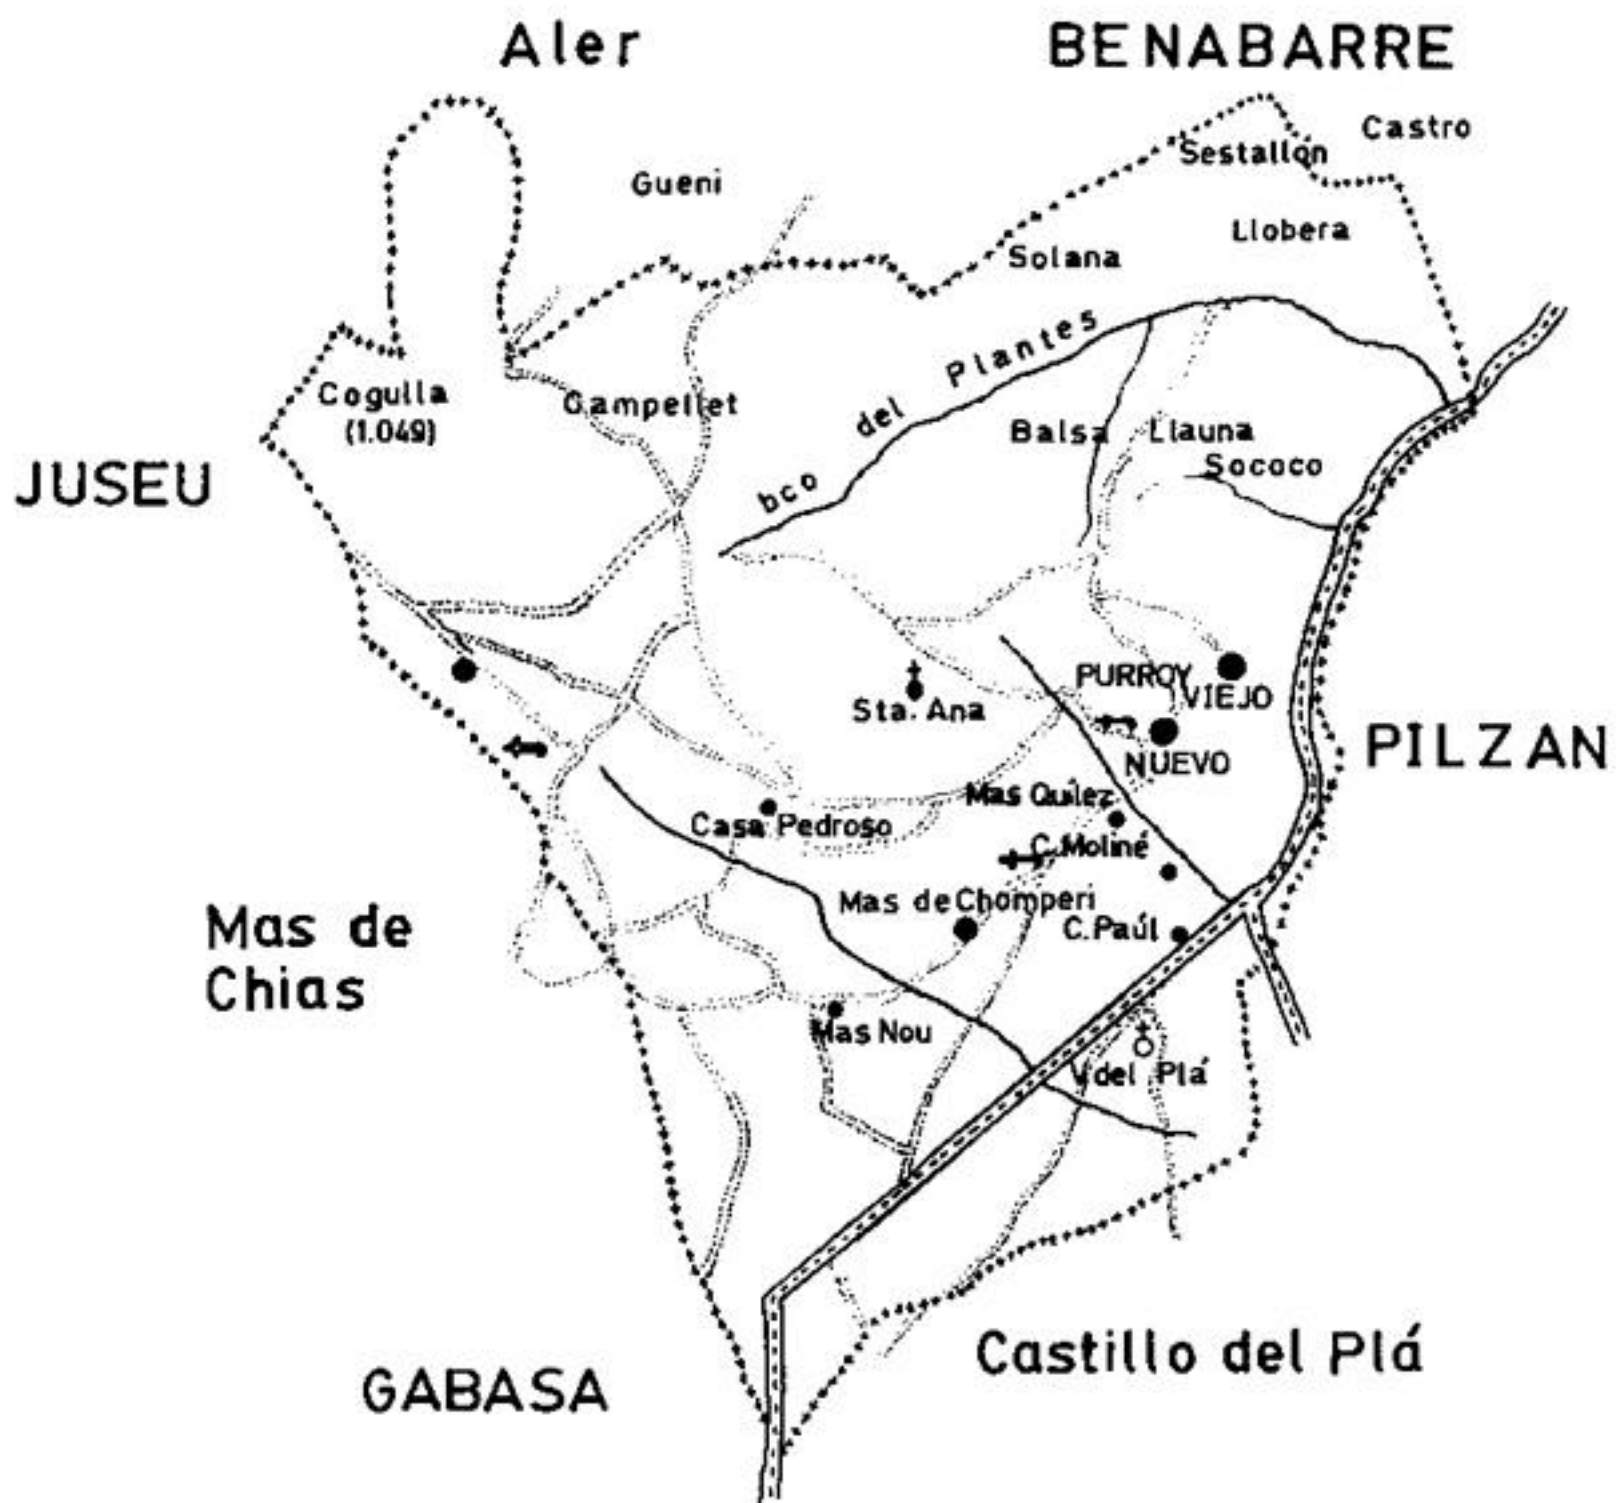 Aler
BENABARRE
Castro
Sestallon
Gueni
Llobera
Solana
bco del Plantes
Cogulla
(1.049)
Campellet
Balsa
Llauna
Sococo
JUSEU
PURROY
VIEJO
Sta. Ana
NUEVO
PILZAN
Mas Quílez
Casa Pedroso
C. Moliné
Mas de Chomperi
C. Paúl
Mas de
Chias
Mas Nou
V del Plá
Castillo del Plá
GABASA